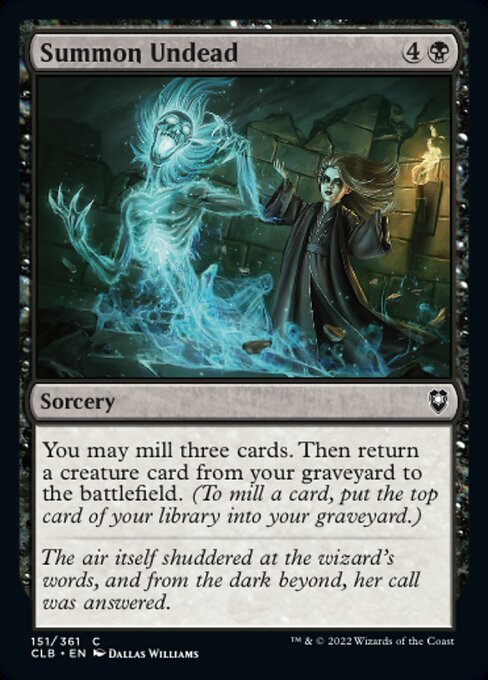 Summon Undead 4
Sorcery
You may mill three cards. Then return
a creature card from your graveyard to
the battlefield. (To mill a card, put the top
card of your library into your graveyard.)
The air itself shuddered at the wizard's
words, and from the dark beyond, her call
was answered.
151/361 C
CLB • EN DALLAS WILLIAMS
™ & © 2022 Wizards of the Coast